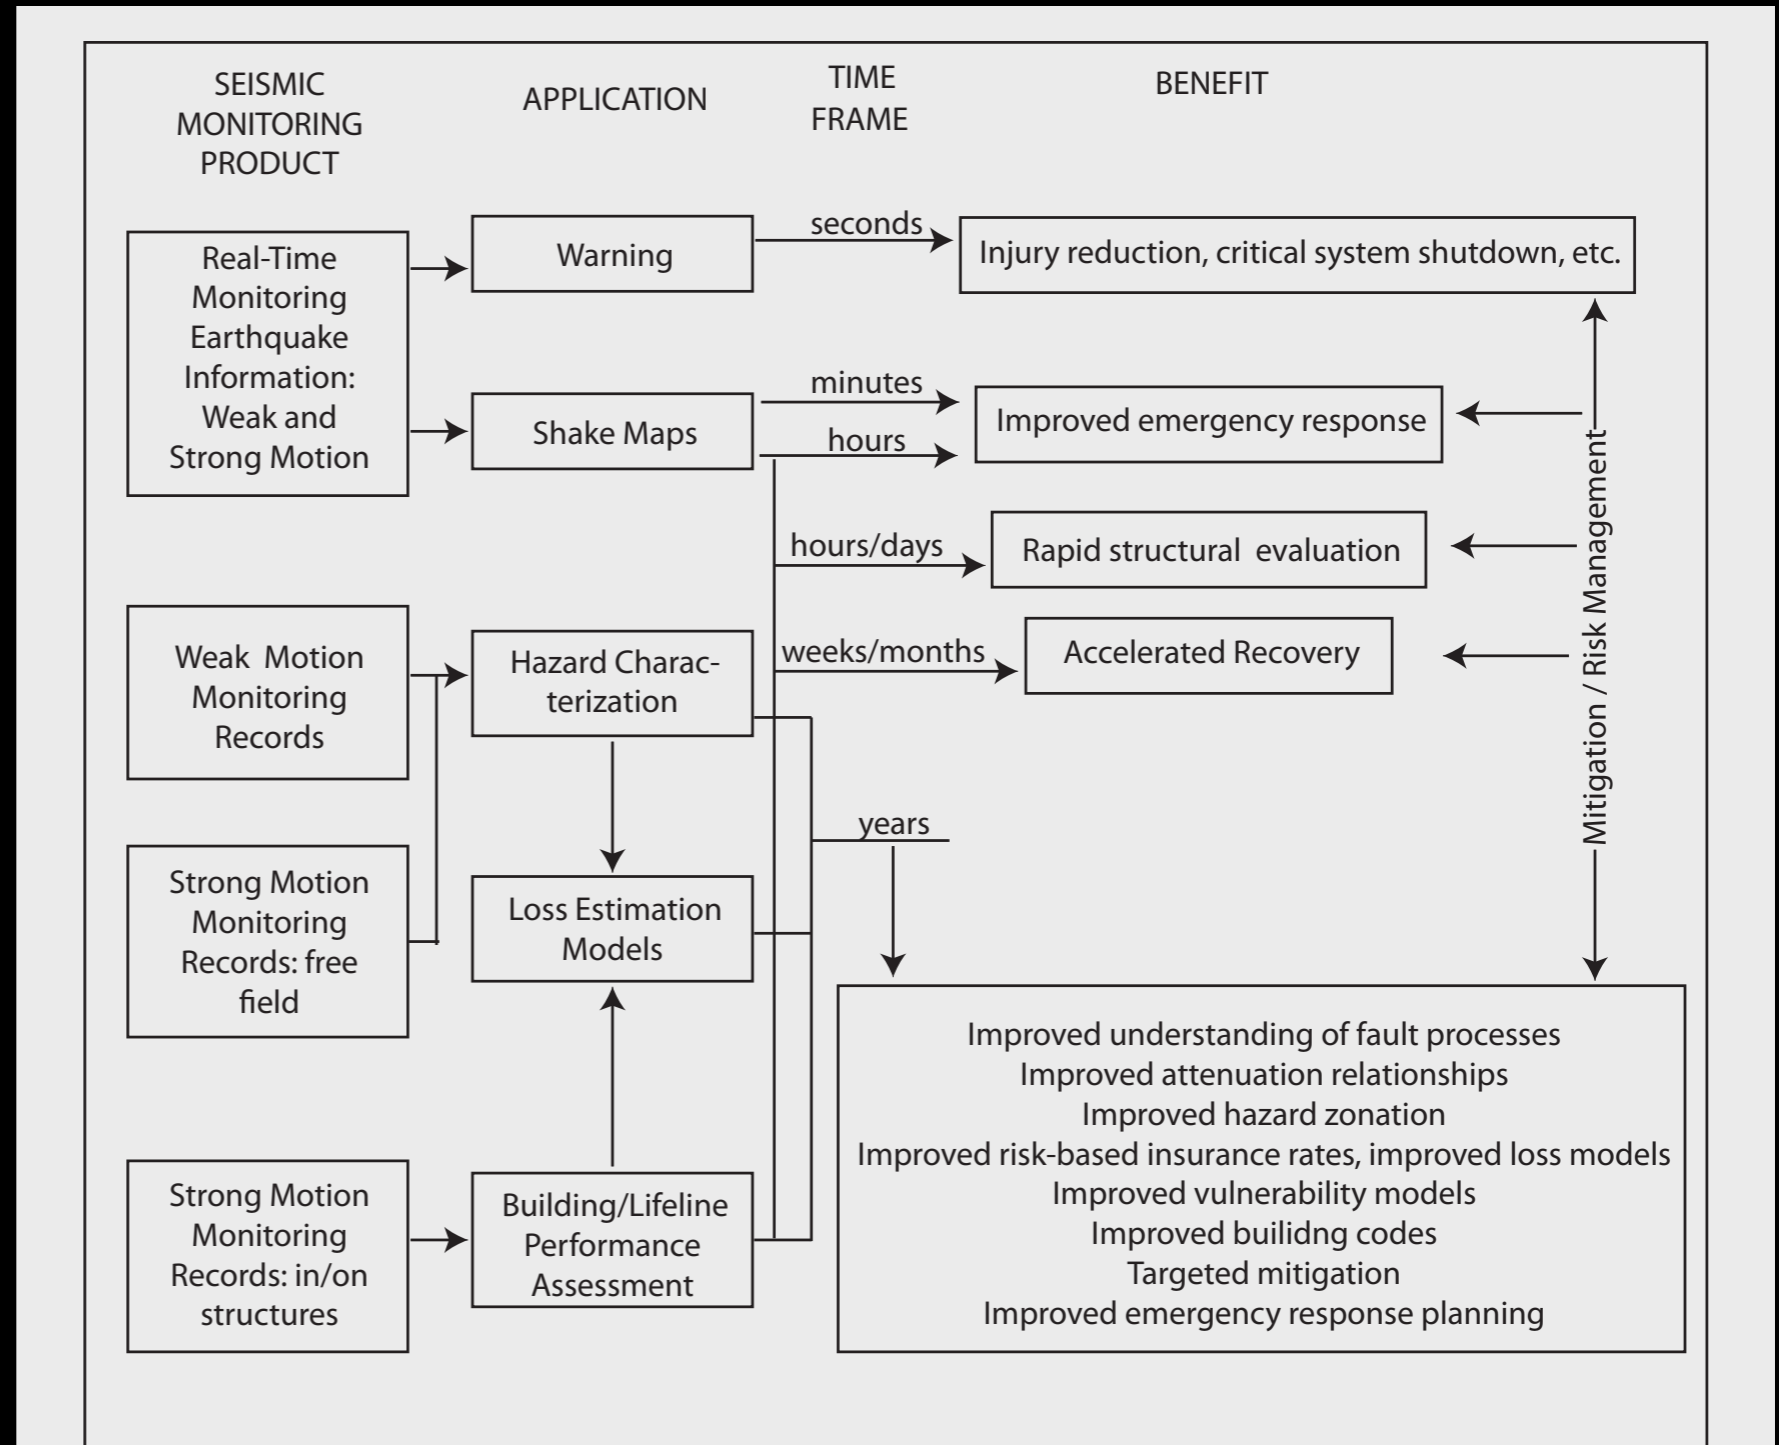 SEISMIC
MONITORING
PRODUCT
APPLICATION
TIME
FRAME
BENEFIT
Real-Time
Monitoring
Earthquake
Information:
Weak and
Strong Motion
Warning
seconds
Injury reduction, critical system shutdown, etc.
Shake Maps
minutes
hours
Improved emergency response
hours/days
Rapid structural evaluation
weeks/months
Accelerated Recovery
Mitigation / Risk Management
Weak Motion
Monitoring
Records
Hazard Charac-
terization
years
Strong Motion
Monitoring
Records: free
field
Loss Estimation
Models
Strong Motion
Monitoring
Records: in/on
structures
Building/Lifeline
Performance
Assessment
Improved understanding of fault processes
Improved attenuation relationships
Improved hazard zonation
Improved risk-based insurance rates, improved loss models
Improved vulnerability models
Improved builidng codes
Targeted mitigation
Improved emergency response planning